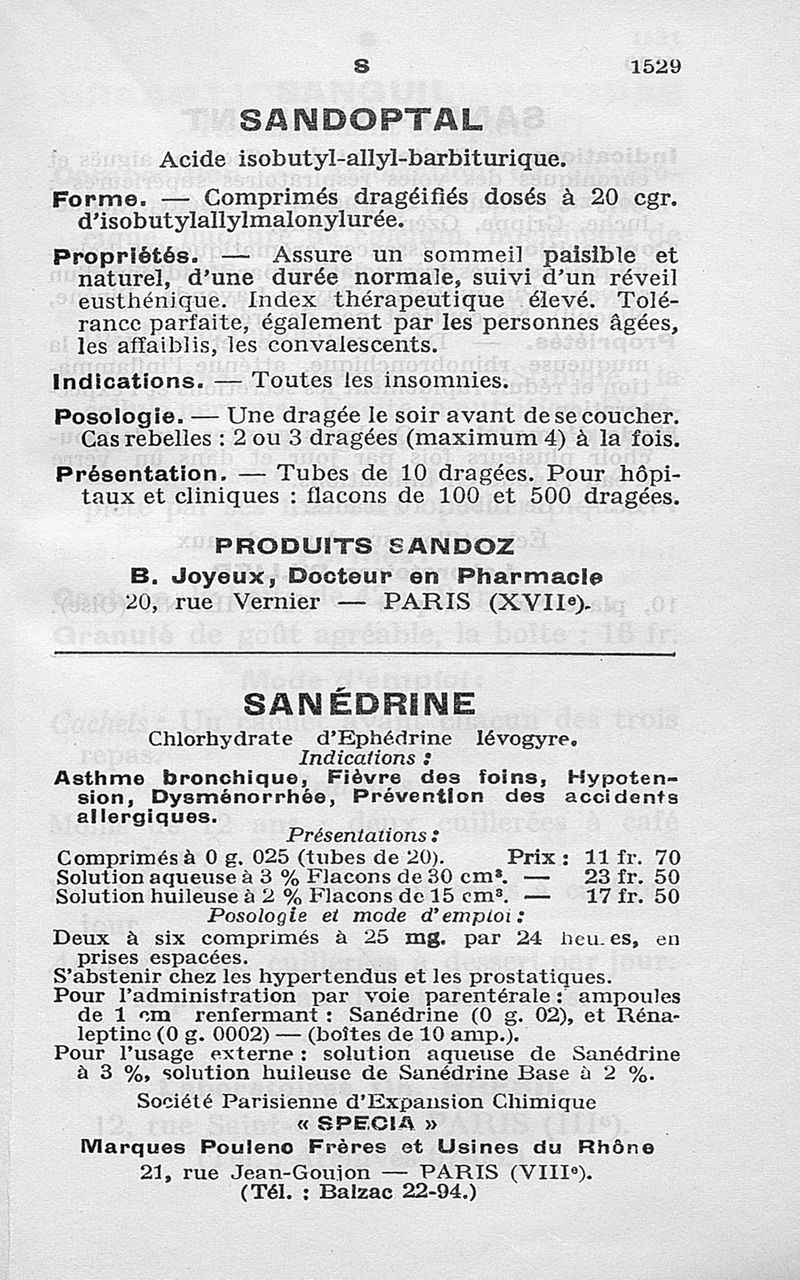 S 1529
SANDOPTAL
Acide isobutyl-allyl-barbiturique.
Forme. — Comprimés dragéifiés dosés à 20 cgr.
d'isobutylallylmalonylurée.
Propriétés. — Assure un sommeil paisible et
naturel, d'une durée normale, suivi d'un réveil
eusthénique. Index thérapeutique élevé. Tolé-
rance parfaite, également par les personnes âgées,
les affaiblis, les convalescents.
Indications. — Toutes les insomnies.
Posologie. — Une dragée le soir avant de se coucher.
Cas rebelles : 2 ou 3 dragées (maximum 4) à la fois.
Présentation. — Tubes de 10 dragées. Pour hôpi-
taux et cliniques : flacons de 100 et 500 dragées.
PRODUITS SANDOZ
B. Joyeux, Docteur en Pharmacie
20, rue Vernier — PARIS (XVIIe).
SANÉDRINE
Chlorhydrate d'Ephédrine lévogyre.
Indications :
Asthme bronchique, Fièvre des foins, Hypoten-
sion, Dysménorrhée, Prévention des accidents
allergiques.
Présentations :
Comprimés à 0 g. 025 (tubes de 20). Prix : 11 fr. 70
Solution aqueuse à 3 % Flacons de 30 cm³. — 23 fr. 50
Solution huileuse à 2 % Flacons de 15 cm³. — 17 fr. 50
Posologie et mode d'emploi :
Deux à six comprimés à 25 mg. par 24 heures, en
prises espacées.
S'abstenir chez les hypertendus et les prostatiques.
Pour l'administration par voie parentérale : ampoules
de 1 cm renfermant : Sanédrine (0 g. 02), et Réna-
leptine (0 g. 0002) — (boîtes de 10 amp.).
Pour l'usage externe : solution aqueuse de Sanédrine
à 3 %, solution huileuse de Sanédrine Base à 2 %.
Société Parisienne d'Expansion Chimique
« SPECIA »
Marques Poulenc Frères et Usines du Rhône
21, rue Jean-Goujon — PARIS (VIIIe).
(Tél. : Balzac 22-94.)